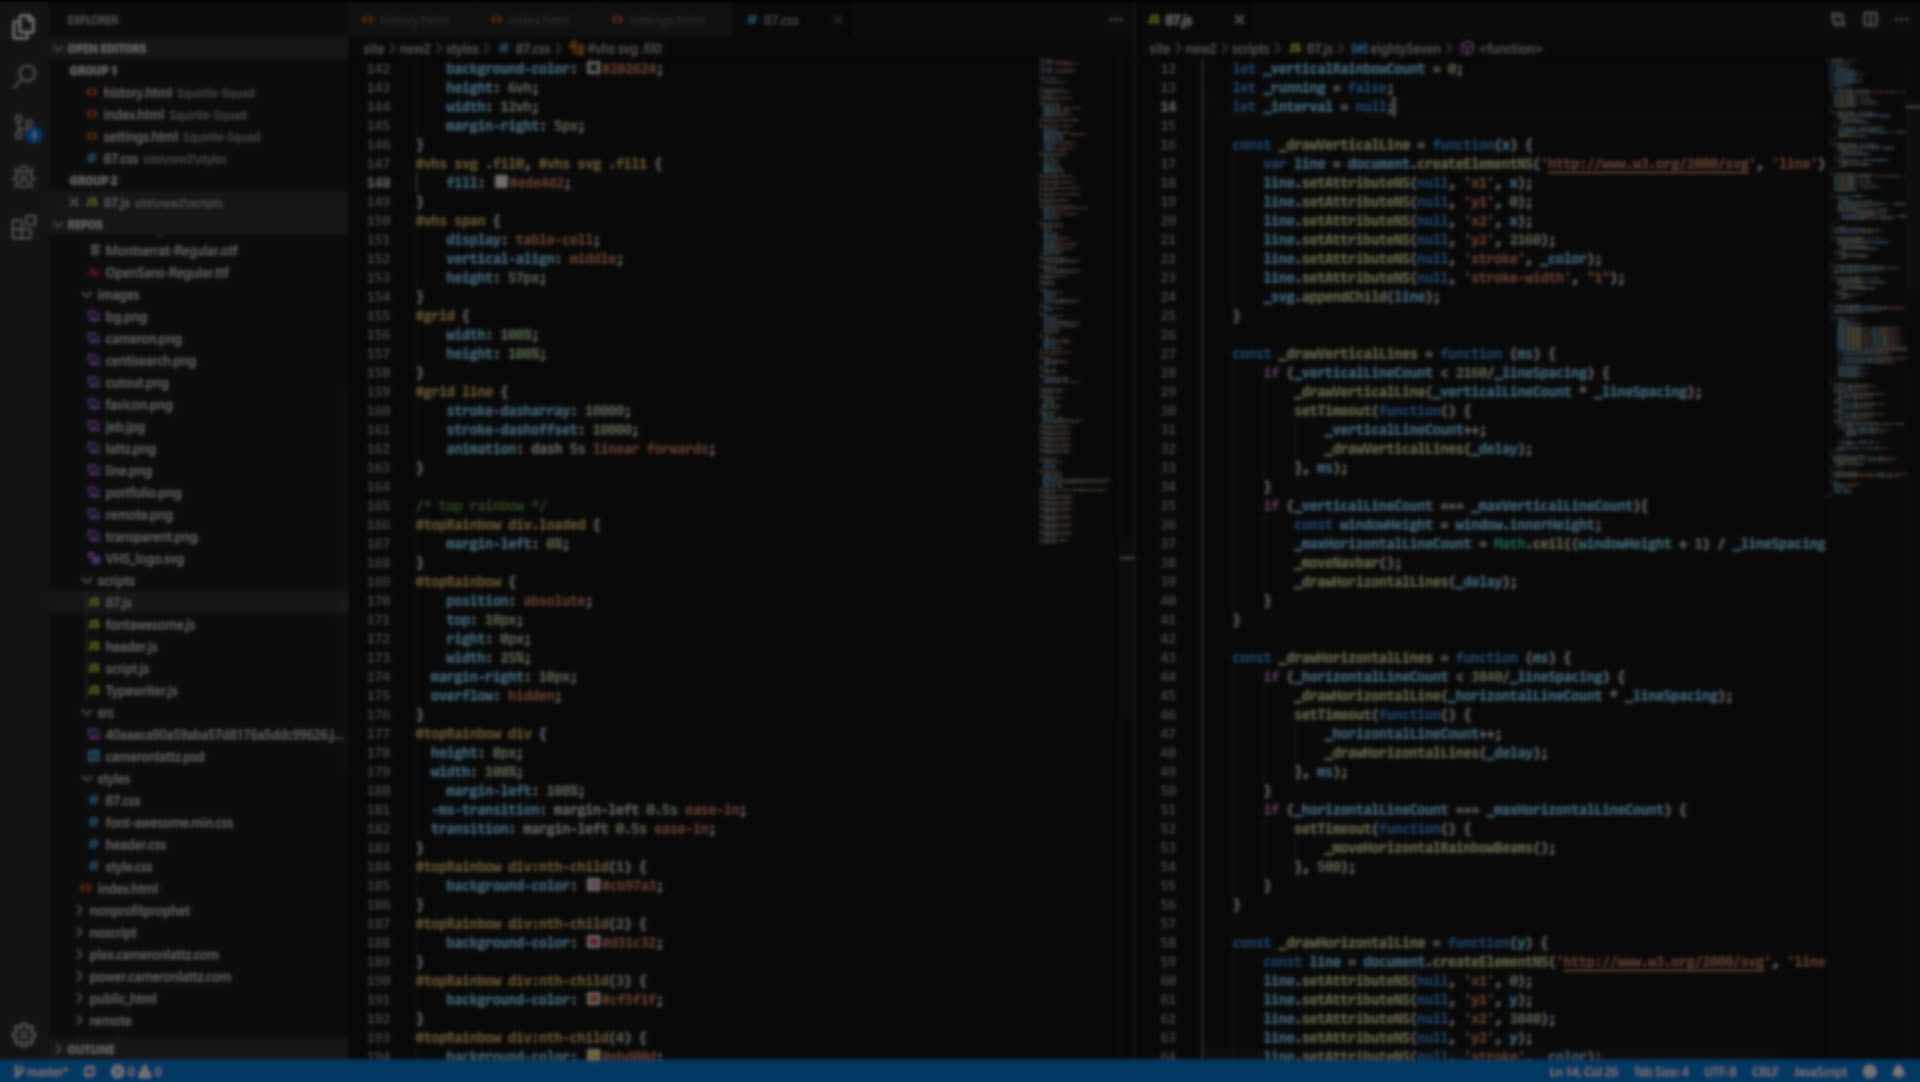 EXPLORER
OPEN EDITORS
GROUP 1
history.html Squirtle-Squad
index.html Squirtle-Squad
settings.html Squirtle-Squad
87.css site\new2\styles
GROUP 2
87.js site\new2\scripts
REPOS
Montserrat-Regular.otf
OpenSans-Regular.ttf
images
bg.png
cameron.png
centisearch.png
cutout.png
favicon.png
jeb.jpg
lattz.png
line.png
portfolio.png
remote.png
transparent.png
VHS_logo.svg
scripts
87.js
fontawesome.js
header.js
script.js
Typewriter.js
src
cameronlattz.psd
styles
87.css
font-awesome.min.css
header.css
style.css
index.html
nonprofitprophet
noscript
plex.cameronlattz.com
power.cameronlattz.com
public_html
remote
OUTLINE
history.html index.html settings.html 87.css
site > new2 > styles > 87.css > #vhs svg .fil0
142 background-color: #202624;
143 height: 6vh;
144 width: 12vh;
145 margin-right: 5px;
146 }
147 #vhs svg .fil0, #vhs svg .fil1 {
148 fill: #ede4d2;
149 }
150 #vhs span {
151 display: table-cell;
152 vertical-align: middle;
153 height: 57px;
154 }
155 #grid {
156 width: 100%;
157 height: 100%;
158 }
159 #grid line {
160 stroke-dasharray: 10000;
161 stroke-dashoffset: 10000;
162 animation: dash 5s linear forwards;
163 }
164
165 /* top rainbow */
166 #topRainbow div.loaded {
167 margin-left: 0%;
168 }
169 #topRainbow {
170 position: absolute;
171 top: 10px;
172 right: 0px;
173 width: 25%;
174 margin-right: 10px;
175 overflow: hidden;
176 }
177 #topRainbow div {
178 height: 8px;
179 width: 100%;
180 margin-left: 100%;
181 -ms-transition: margin-left 0.5s ease-in;
182 transition: margin-left 0.5s ease-in;
183 }
184 #topRainbow div:nth-child(1) {
185 background-color: #cb97a3;
186 }
187 #topRainbow div:nth-child(2) {
188 background-color: #d31c32;
189 }
190 #topRainbow div:nth-child(3) {
191 background-color: #cf5f1f;
192 }
193 #topRainbow div:nth-child(4) {
194 background-color:
87.js
site > new2 > scripts > 87.js > eightySeven > <function>
12 let _verticalRainbowCount = 0;
13 let _running = false;
14 let _interval = null;
15
16 const _drawVerticalLine = function(x) {
17 var line = document.createElementNS('http://www.w3.org/2000/svg', 'line')
18 line.setAttributeNS(null, 'x1', x);
19 line.setAttributeNS(null, 'y1', 0);
20 line.setAttributeNS(null, 'x2', x);
21 line.setAttributeNS(null, 'y2', 2160);
22 line.setAttributeNS(null, 'stroke', _color);
23 line.setAttributeNS(null, 'stroke-width', "1");
24 _svg.appendChild(line);
25 }
26
27 const _drawVerticalLines = function (ms) {
28 if (_verticalLineCount < 2160/_lineSpacing) {
29 _drawVerticalLine(_verticalLineCount * _lineSpacing);
30 setTimeout(function() {
31 _verticalLineCount++;
32 _drawVerticalLines(_delay);
33 }, ms);
34 }
35 if (_verticalLineCount === _maxVerticalLineCount){
36 const windowHeight = window.innerHeight;
37 _maxHorizontalLineCount = Math.ceil((windowHeight + 1) / _lineSpacing
38 _moveNavbar();
39 _drawHorizontalLines(_delay);
40 }
41 }
42
43 const _drawHorizontalLines = function (ms) {
44 if (_horizontalLineCount < 3840/_lineSpacing) {
45 _drawHorizontalLine(_horizontalLineCount * _lineSpacing);
46 setTimeout(function() {
47 _horizontalLineCount++;
48 _drawHorizontalLines(_delay);
49 }, ms);
50 }
51 if (_horizontalLineCount === _maxHorizontalLineCount) {
52 setTimeout(function() {
53 _moveHorizontalRainbowBeams();
54 }, 500);
55 }
56 }
57
58 const _drawHorizontalLine = function(y) {
59 const line = document.createElementNS('http://www.w3.org/2000/svg', 'line
60 line.setAttributeNS(null, 'x1', 0);
61 line.setAttributeNS(null, 'y1', y);
62 line.setAttributeNS(null, 'x2', 3840);
63 line.setAttributeNS(null, 'y2', y);
64 line.setAttributeNS(null, 'stroke', _color);
master* 0 0 Ln 14, Col 26 Tab Size: 4 UTF-8 CRLF JavaScript